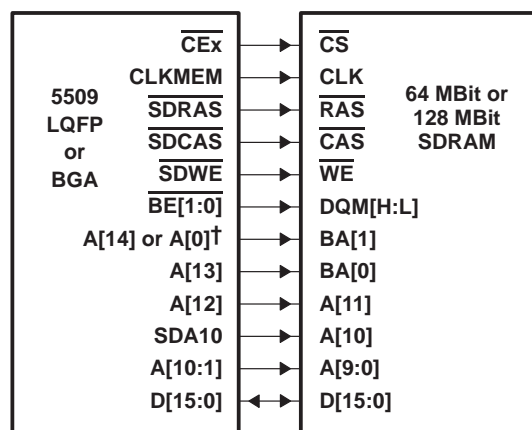 5509
LQFP
or
BGA
CEx
CLKMEM
SDRAS
SDCAS
SDWE
BE[1:0]
A[14] or A[0]†
A[13]
A[12]
SDA10
A[10:1]
D[15:0]
CS
CLK
RAS
CAS
WE
DQM[H:L]
BA[1]
BA[0]
A[11]
A[10]
A[9:0]
D[15:0]
64 MBit or
128 MBit
SDRAM